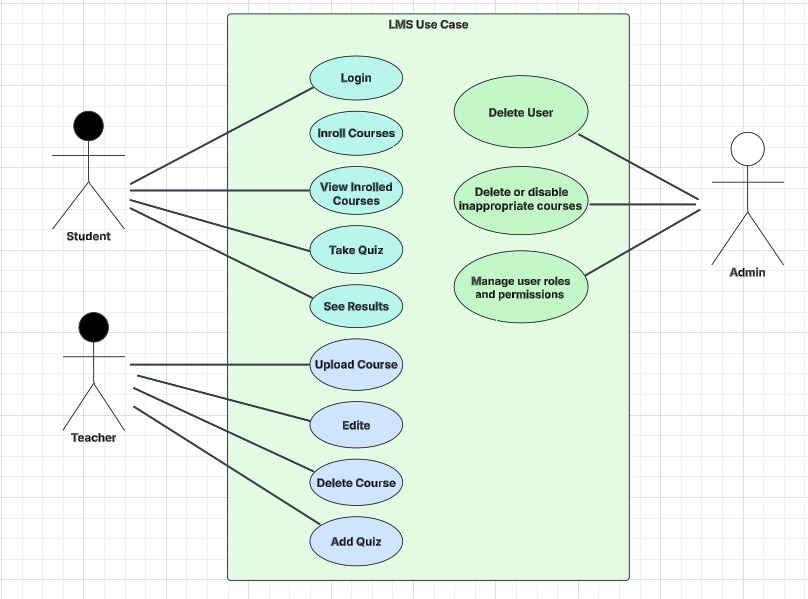 LMS Use Case
Login
Inroll Courses
View Inrolled
Courses
Take Quiz
See Results
Upload Course
Edite
Delete Course
Add Quiz
Delete User
Delete or disable
inappropriate courses
Manage user roles
and permissions
Student
Teacher
Admin